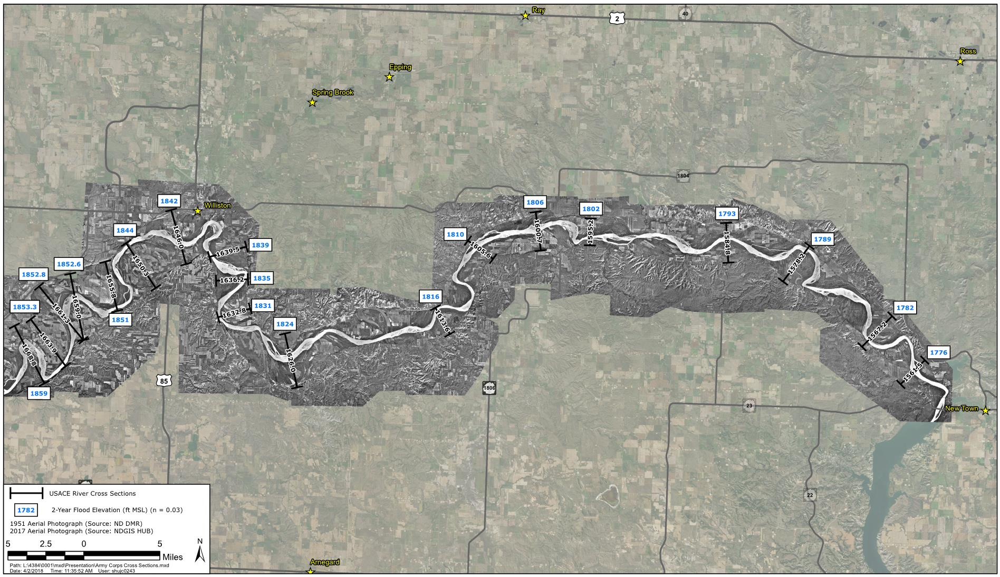 Ray
2
40
Ross
Epping
Spring Brook
1804
1842
Williston
1806
1802
1793
1844
1810
1789
1646.0
1600.7
1595.2
1584.8
1839
1639.5
1605.6
1578.2
1650.3
1852.6
1852.8
1655.8
1636.2
1835
1853.3
1661.3
1659.0
1851
1632.8
1831
1816
1782
1824
1613.6
1567.2
1663.9
1668.8
1626.0
1776
1561.5
85
1859
1806
23
New Town
22
USACE River Cross Sections
1782 2-Year Flood Elevation (ft MSL) (n = 0.03)
1951 Aerial Photograph (Source: ND DMR)
2017 Aerial Photograph (Source: NDGIS HUB)
5 2.5 0 5
Miles
N
Path: L:\4384\0001\mxd\Presentation\Army Corps Cross Sections.mxd
Date: 4/2/2018 Time: 11:35:52 AM User: shujc0243
Arnegard